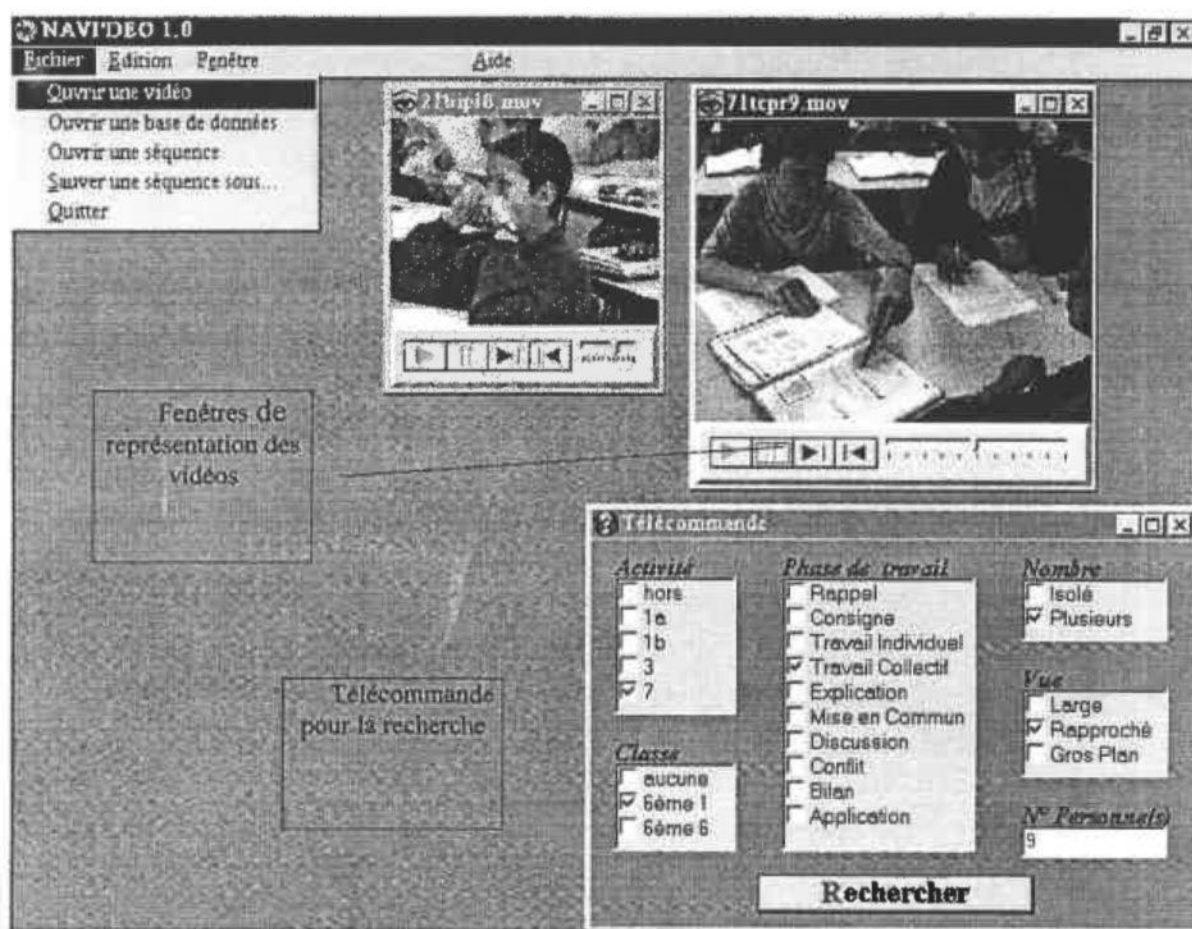 NAVI'DEO 1.0
Fichier Edition Fenêtre Aide
Ouvrir une vidéo
Ouvrir une base de données
Ouvrir une séquence
Sauver une séquence sous...
Quitter
71tcpr9.mov
Fenêtres de
représentation des
vidéos
Télécommande
pour la recherche
Télécommande
Activité
hors
1a
1b
3
7
Classe
aucune
6ème 1
6ème 6
Phase de travail
Rappel
Consigne
Travail Individuel
Travail Collectif
Explication
Mise en Commun
Discussion
Conflit
Bilan
Application
Nombre
Isolé
Plusieurs
Vue
Large
Rapproché
Gros Plan
N° Personne(s)
9
Rechercher